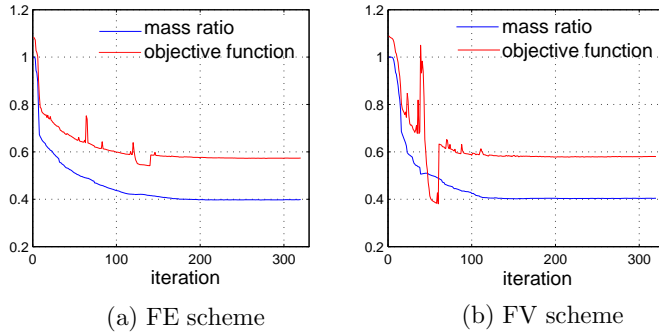 1.2
1
0.8
0.6
0.4
0.2
0
100
200
300
iteration
mass ratio
objective function
(a) FE scheme
1.2
1
0.8
0.6
0.4
0.2
0
100
200
300
iteration
mass ratio
objective function
(b) FV scheme